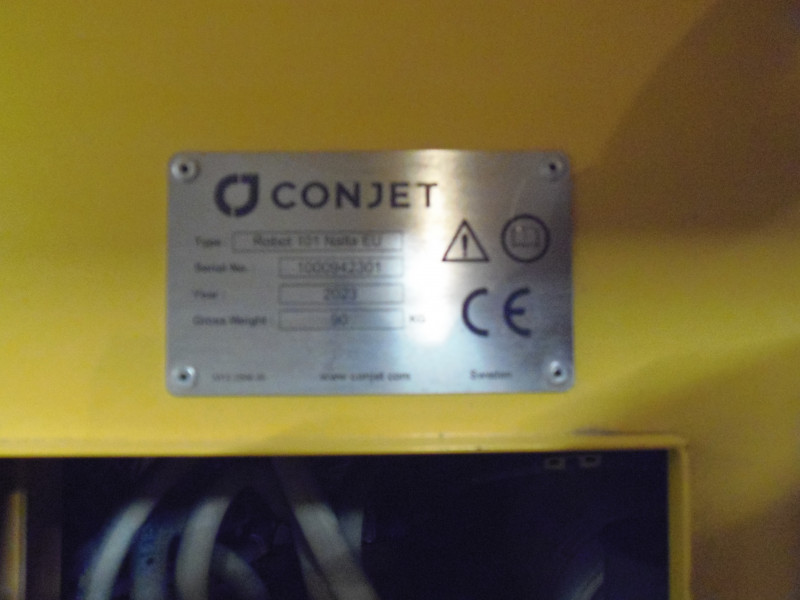 CONJET
Type : Robot 101 Nalta EU
Serial No. : 1000942301
Year : 2023
Gross Weight : 90 KG
CE
www.conjet.com Sweden